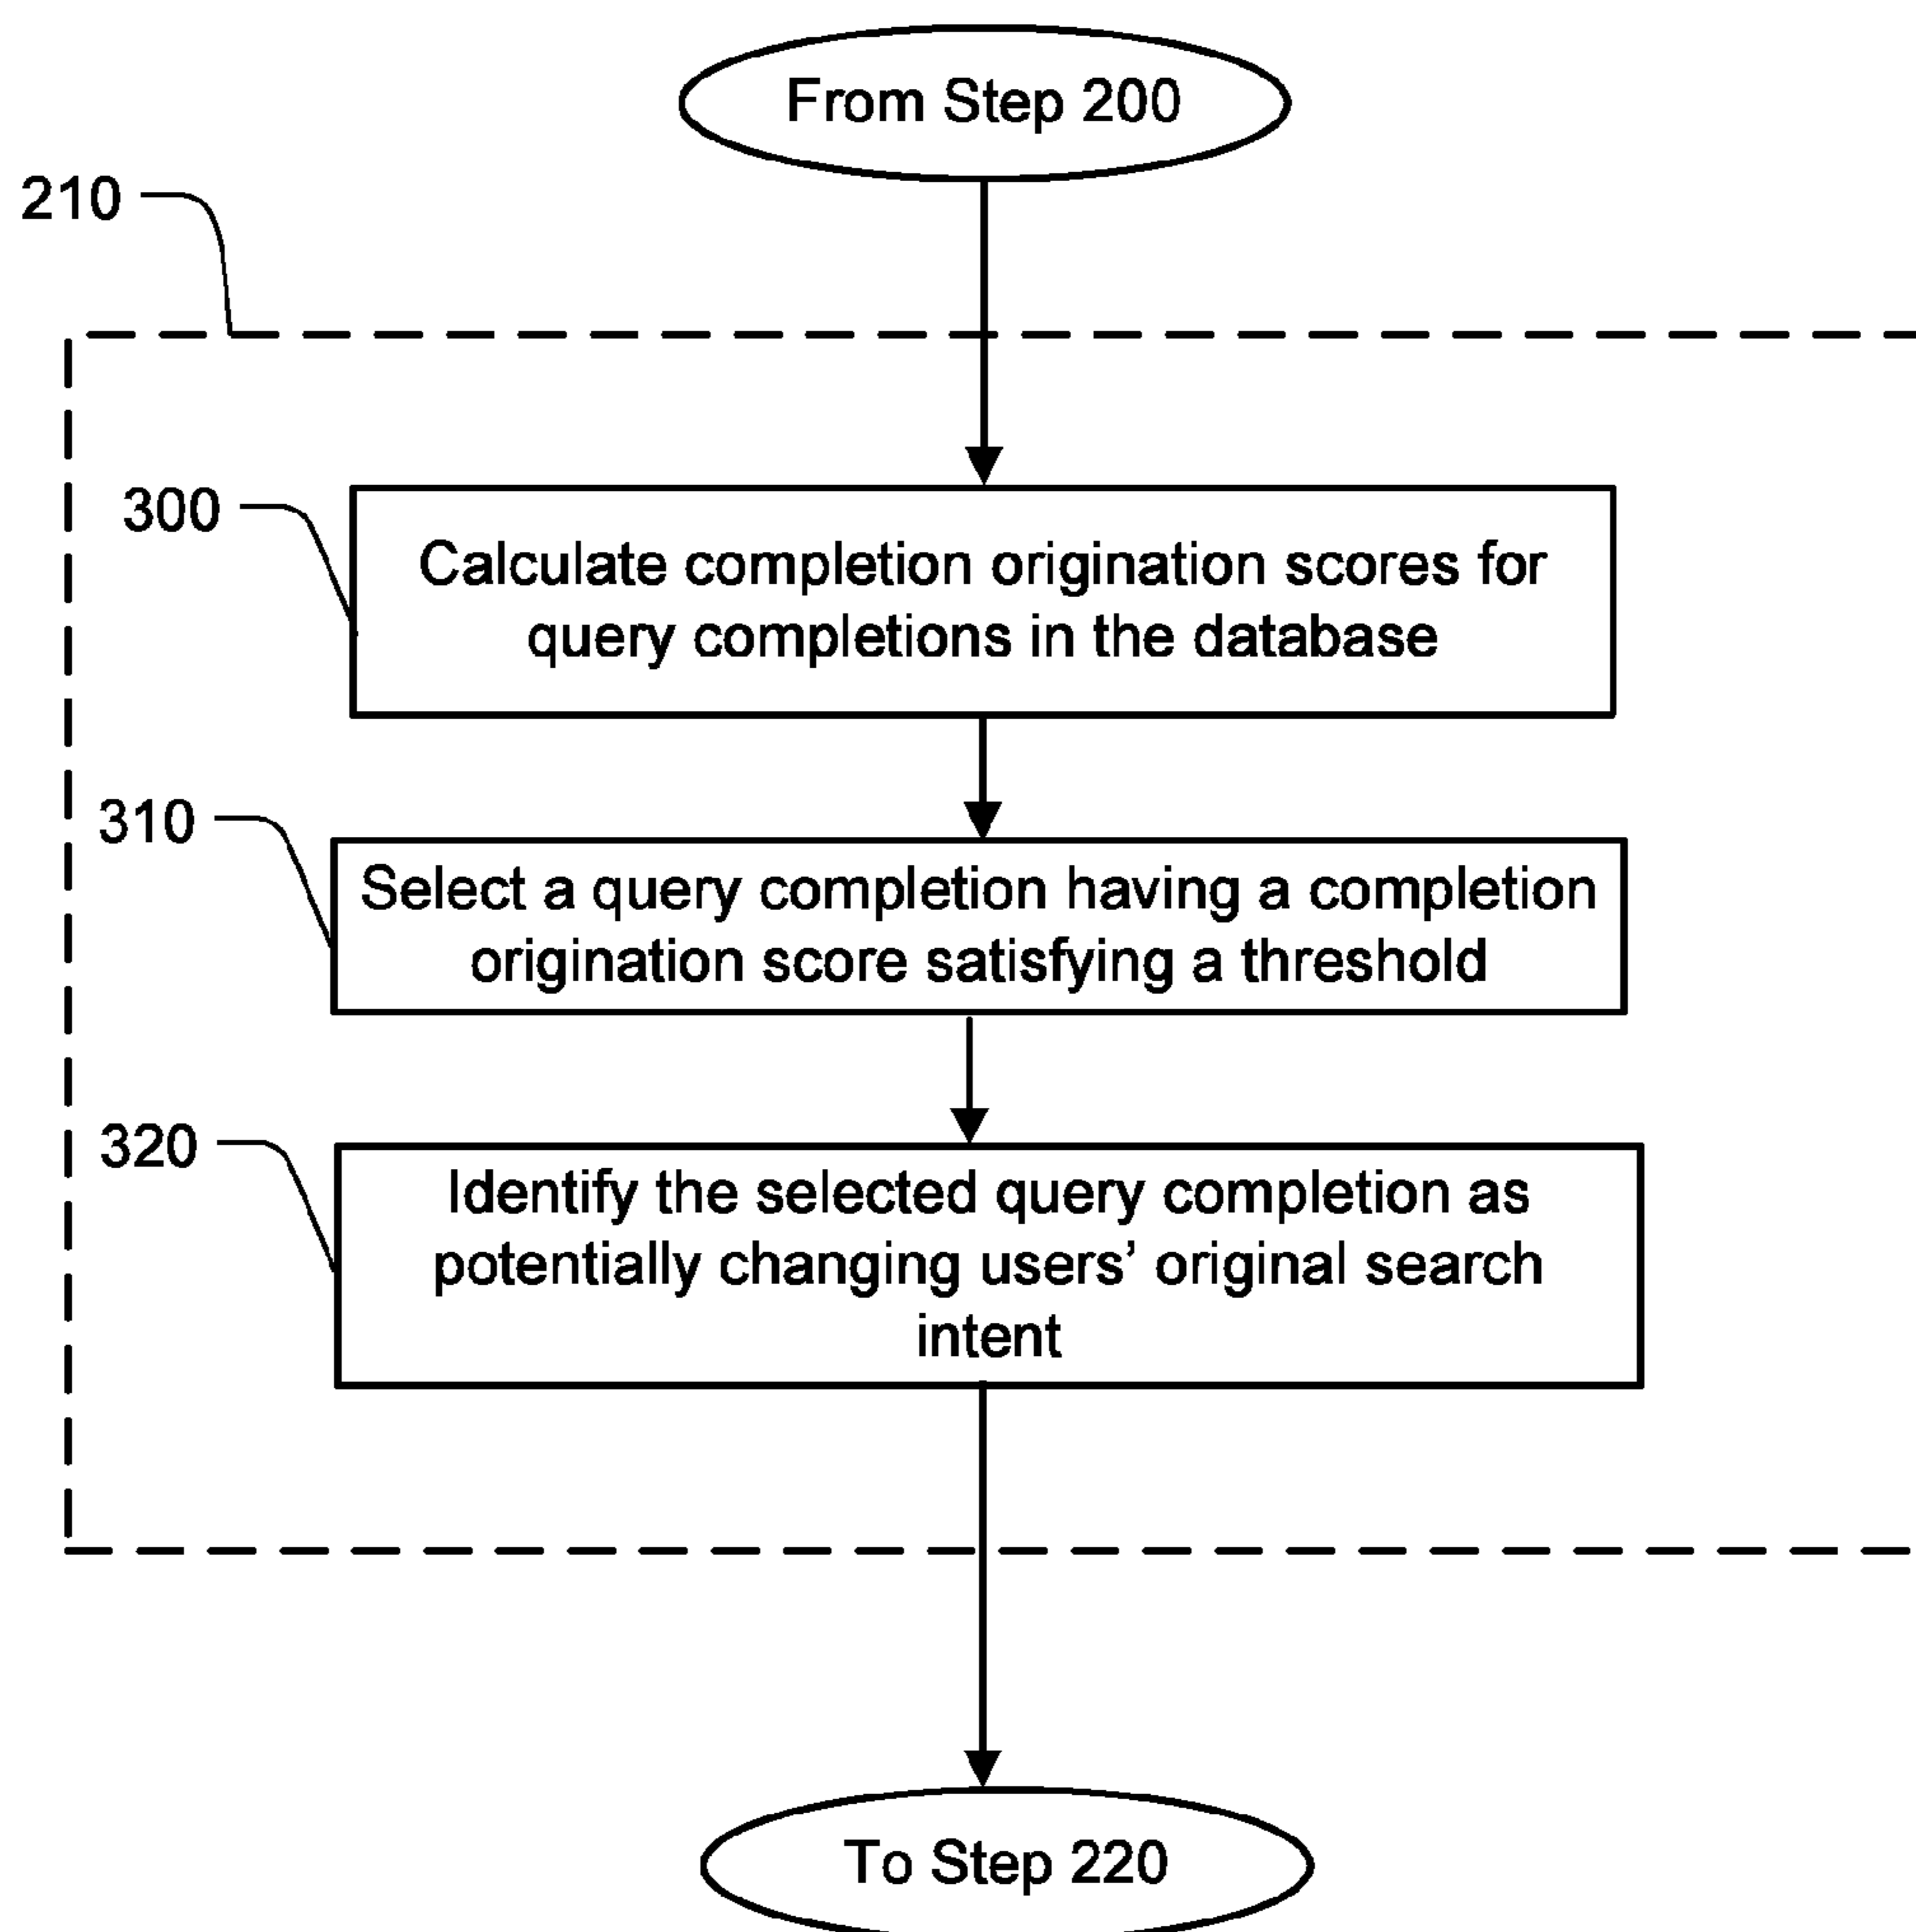 From Step 200
210
300
Calculate completion origination scores for
query completions in the database
310
Select a query completion having a completion
origination score satisfying a threshold
320
Identify the selected query completion as
potentially changing users’ original search
intent
To Step 220